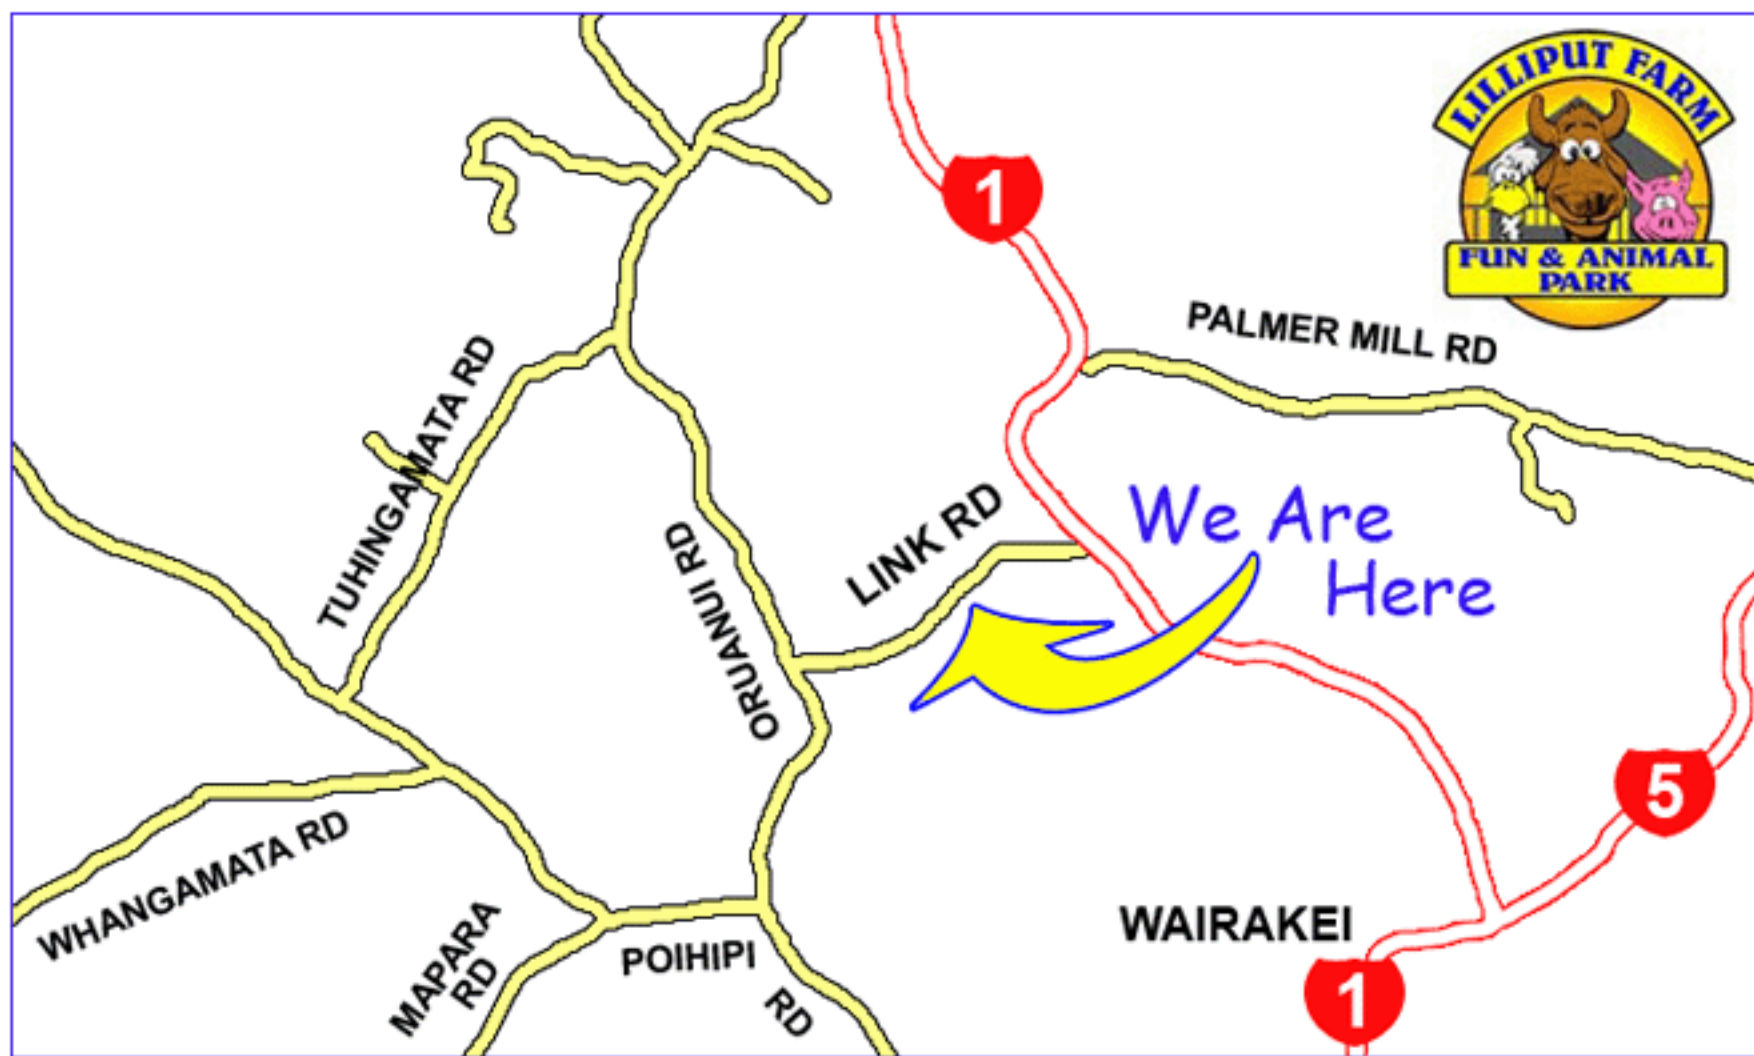 LILLIPUT FARM
FUN & ANIMAL
PARK
1
PALMER MILL RD
TUHINGAMATA RD
LINK RD
We Are
Here
ORUANUI RD
5
WHANGAMATA RD
MAPARA
RD
POIHIPI
RD
WAIRAKEI
1